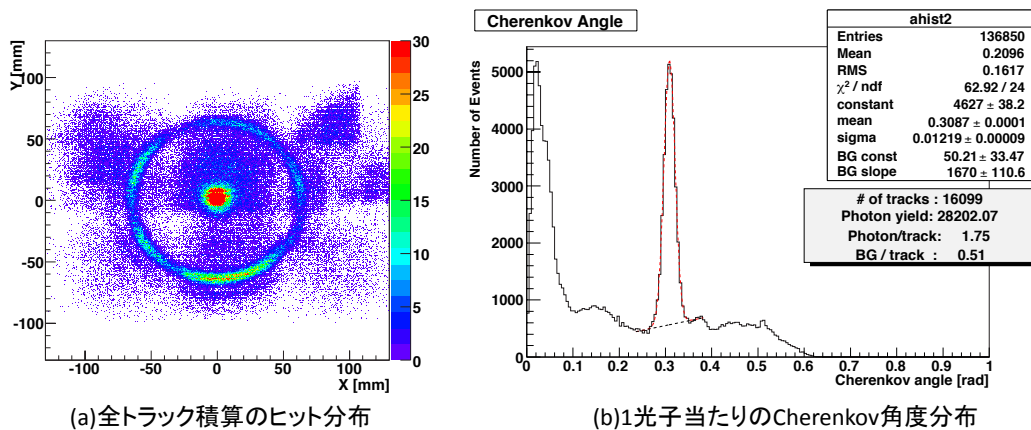 Y [mm]
100
50
0
-50
-100
-100
-50
0
50
100
X [mm]
30
25
20
15
10
5
0
(a)全トラック積算のヒット分布
Cherenkov Angle
Number of Events
5000
4000
3000
2000
1000
0
0
0.1
0.2
0.3
0.4
0.5
0.6
0.7
0.8
0.9
1
Cherenkov angle [rad]
ahist2
Entries 136850
Mean 0.2096
RMS 0.1617
χ² / ndf 62.92 / 24
constant 4627 ± 38.2
mean 0.3087 ± 0.0001
sigma 0.01219 ± 0.00009
BG const 50.21 ± 33.47
BG slope 1670 ± 110.6
# of tracks : 16099
Photon yield: 28202.07
Photon/track: 1.75
BG / track : 0.51
(b)1光子当たりのCherenkov角度分布